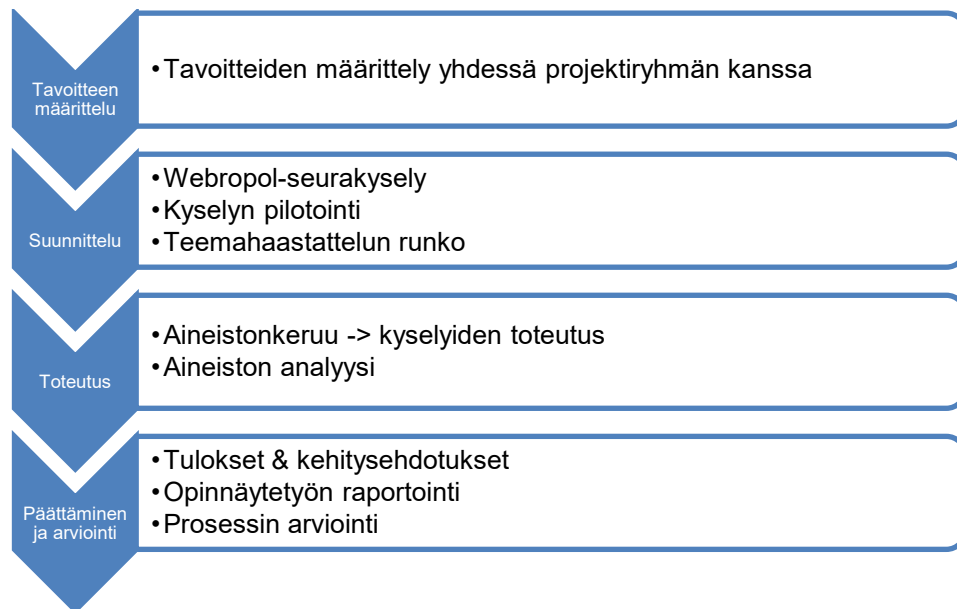 Tavoitteen
määrittelu
•Tavoitteiden määrittely yhdessä projektiryhmän kanssa
Suunnittelu
•Webropol-seurakysely
•Kyselyn pilotointi
•Teemahaastattelun runko
Toteutus
•Aineistonkeruu -> kyselyiden toteutus
•Aineiston analyysi
Päättäminen
ja arviointi
•Tulokset & kehitysehdotukset
•Opinnäytetyön raportointi
•Prosessin arviointi